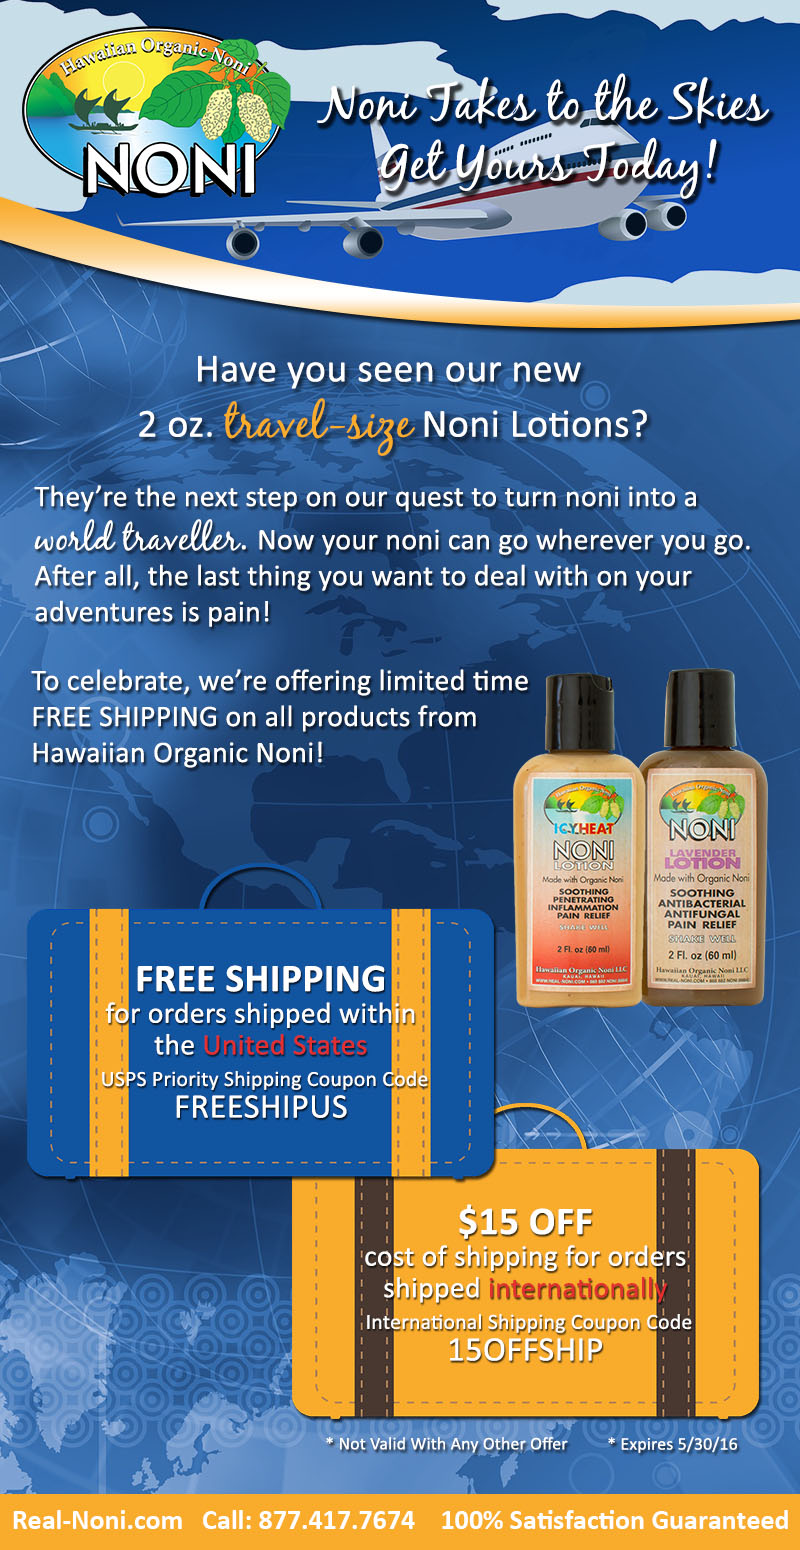 Hawaiian Organic Noni
NONI
Noni Takes to the Skies
Get Yours Today!
Have you seen our new
2 oz. travel-size Noni Lotions?
They're the next step on our quest to turn noni into a
world traveller. Now your noni can go wherever you go.
After all, the last thing you want to deal with on your
adventures is pain!
To celebrate, we're offering limited time
FREE SHIPPING on all products from
Hawaiian Organic Noni!
ICYHEAT
NONI
LOTION
Made with Organic Noni
SOOTHING
PENETRATING
INFLAMMATION
PAIN RELIEF
SHAKE WELL
2 Fl. oz (60 ml)
Hawaiian Organic Noni LLC
KAUAI, HAWAII
NONI
LAVENDER
LOTION
Made with Organic Noni
SOOTHING
ANTIBACTERIAL
ANTIFUNGAL
PAIN RELIEF
SHAKE WELL
2 Fl. oz (60 ml)
Hawaiian Organic Noni LLC
KAUAI, HAWAII
FREE SHIPPING
for orders shipped within
the United States
USPS Priority Shipping Coupon Code
FREESHIPUS
$15 OFF
cost of shipping for orders
shipped internationally
International Shipping Coupon Code
15OFFSHIP
* Not Valid With Any Other Offer * Expires 5/30/16
Real-Noni.com Call: 877.417.7674 100% Satisfaction Guaranteed